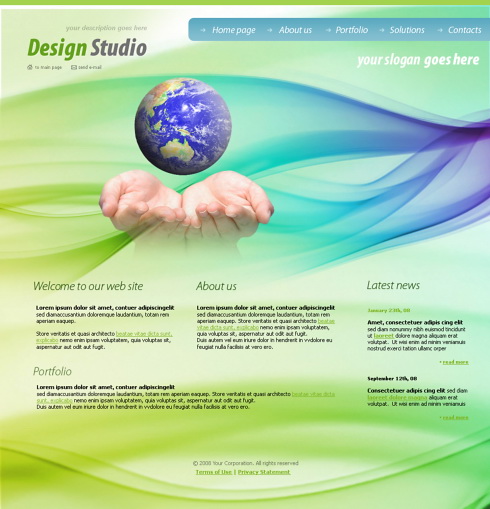 your description goes here
Design Studio
to main page   send e-mail
Home page   About us   Portfolio   Solutions   Contacts
your slogan goes here
Welcome to our web site
Lorem ipsum dolor sit amet, contuer adipiscingelit
sed diamaccusantium doloremque laudantium, totam rem
aperiam eaquep.
Store veritatis et quasi architecto beatae vitae dicta sunt,
explicabo nemo enim ipsam voluptatem, quia voluptas sit,
aspernatur aut odit aut fugit.
About us
Lorem ipsum dolor sit amet, contuer adipiscingelit
sed diamaccusantium doloremque laudantium, totam rem
aperiam eaquep. Store veritatis et quasi architecto beatae
vitae dicta sunt, explicabo nemo enim ipsam voluptatem,
quia voluptas sit, aspernatur aut odit aut fugit.
Duis autem vel eum iriure dolor in hendrerit in vvdolore eu
feugiat nulla facilisis at vero ero.
Portfolio
Lorem ipsum dolor sit amet, contuer adipiscingelit
sed diamaccusantium doloremque laudantium, totam rem aperiam eaquep. Store veritatis et quasi architecto beatae vitae dicta
sunt, explicabo nemo enim ipsam voluptatem, quia voluptas sit, aspernatur aut odit aut fugit.
Duis autem vel eum iriure dolor in hendrerit in vvdolore eu feugiat nulla facilisis at vero ero.
Latest news
January 25th, 08
Amet, consectetuer adipis cing elit
sed diam nonummy nibh euismod tincidunt
ut laoreet dolore magna aliquam erat
volutpat. Ut wisi enim ad minim veniamus
nostrud exerci tation ullamc orper
read more
September 12th, 08
Consectetuer adipis cing elit sed diam
laoreet dolore magna aliquam erat
volutpat. Ut wisi enim ad minim veniamus
read more
© 2008 Your Corporation. All rights reserved
Terms of Use | Privacy Statement